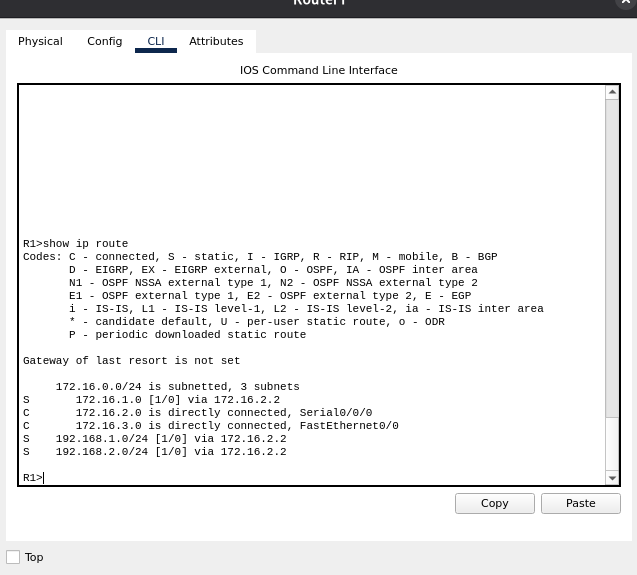 Router1
Physical Config CLI Attributes
IOS Command Line Interface
R1>show ip route
Codes: C - connected, S - static, I - IGRP, R - RIP, M - mobile, B - BGP
D - EIGRP, EX - EIGRP external, O - OSPF, IA - OSPF inter area
N1 - OSPF NSSA external type 1, N2 - OSPF NSSA external type 2
E1 - OSPF external type 1, E2 - OSPF external type 2, E - EGP
i - IS-IS, L1 - IS-IS level-1, L2 - IS-IS level-2, ia - IS-IS inter area
* - candidate default, U - per-user static route, o - ODR
P - periodic downloaded static route
Gateway of last resort is not set
172.16.0.0/24 is subnetted, 3 subnets
S 172.16.1.0 [1/0] via 172.16.2.2
C 172.16.2.0 is directly connected, Serial0/0/0
C 172.16.3.0 is directly connected, FastEthernet0/0
S 192.168.1.0/24 [1/0] via 172.16.2.2
S 192.168.2.0/24 [1/0] via 172.16.2.2
R1>
Copy Paste
Top